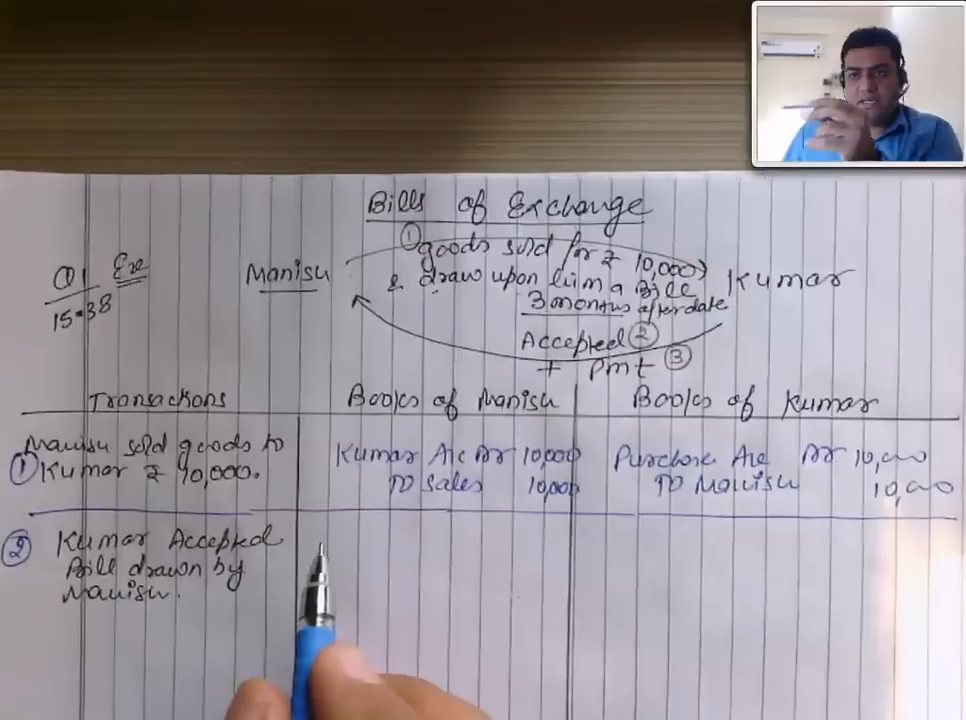 Bills of Exchange
Q1 Exe
15.38
Manish
① goods sold for ₹ 10,000
& draw upon him a Bill
3 months after date
Kumar
Accepted ②
+ Pmt ③
Transactions
Books of Manish
Books of Kumar
① Manish sold goods to
Kumar ₹ 10,000.
Kumar A/c Dr 10,000
To Sales 10,000
Purchase A/c Dr 10,000
To Manish 10,000
② Kumar Accepted
Bill drawn by
Manish.